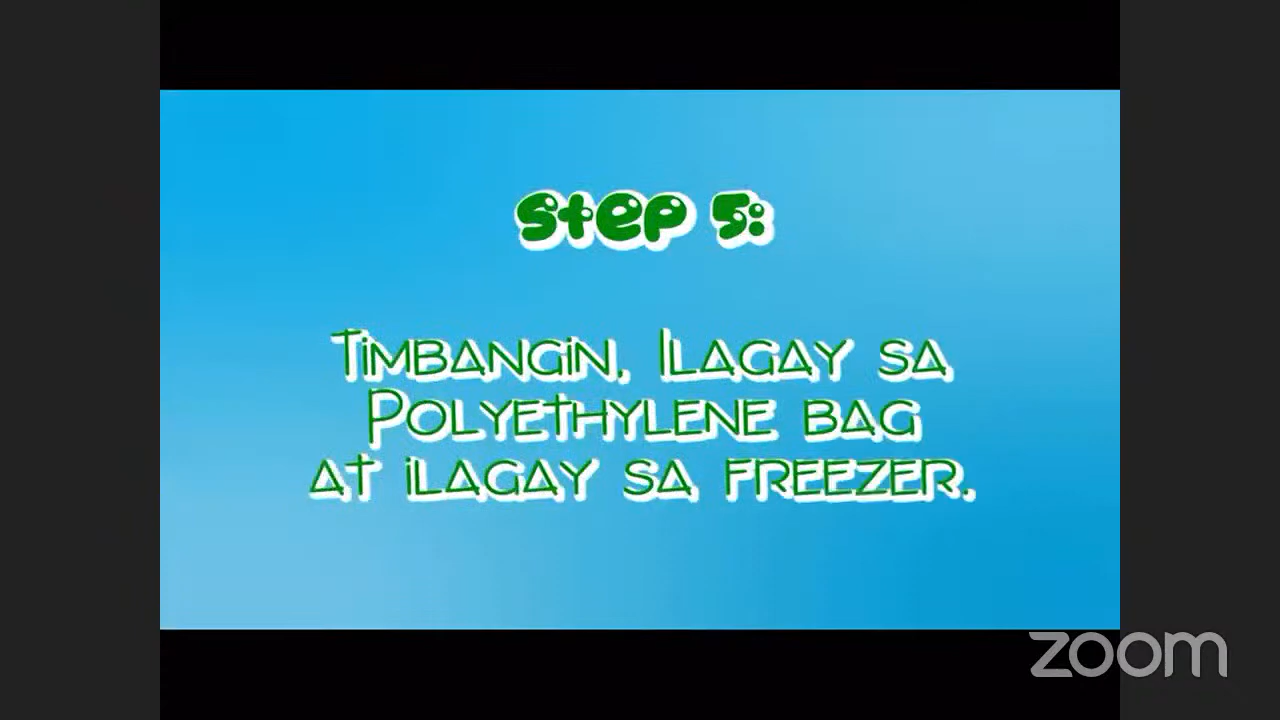 Step 5:
Timbangin, Ilagay sa
Polyethylene bag
at ilagay sa freezer.
zoom